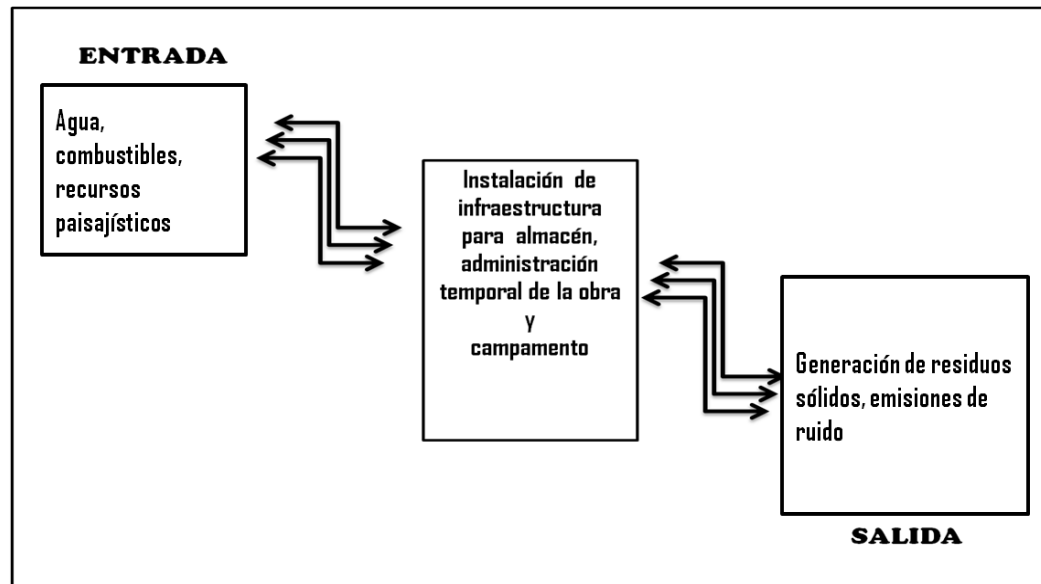 ENTRADA
Agua,
combustibles,
recursos
paisajísticos
Instalación de
infraestructura
para almacén,
administración
temporal de la obra
y
campamento
Generación de residuos
sólidos, emisiones de
ruido
SALIDA